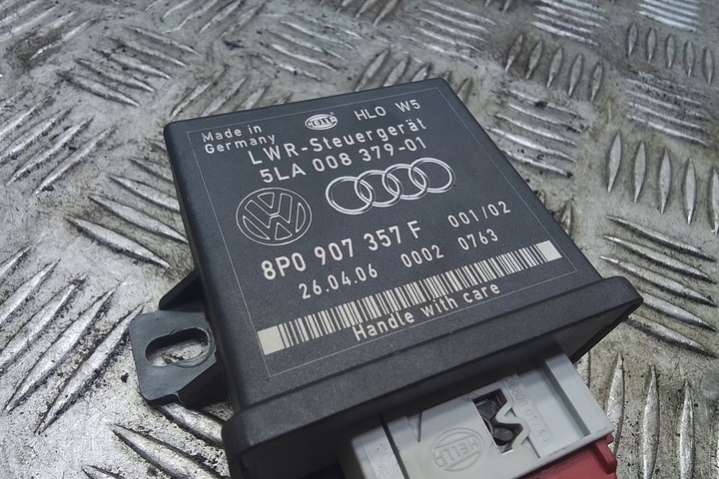 Made in
Germany
HELLA
HLO W5
LWR-Steuergerät
5LA 008 379-01
8P0 907 357 F 001/02
26.04.06 0002 0763
Handle with care
HELLA